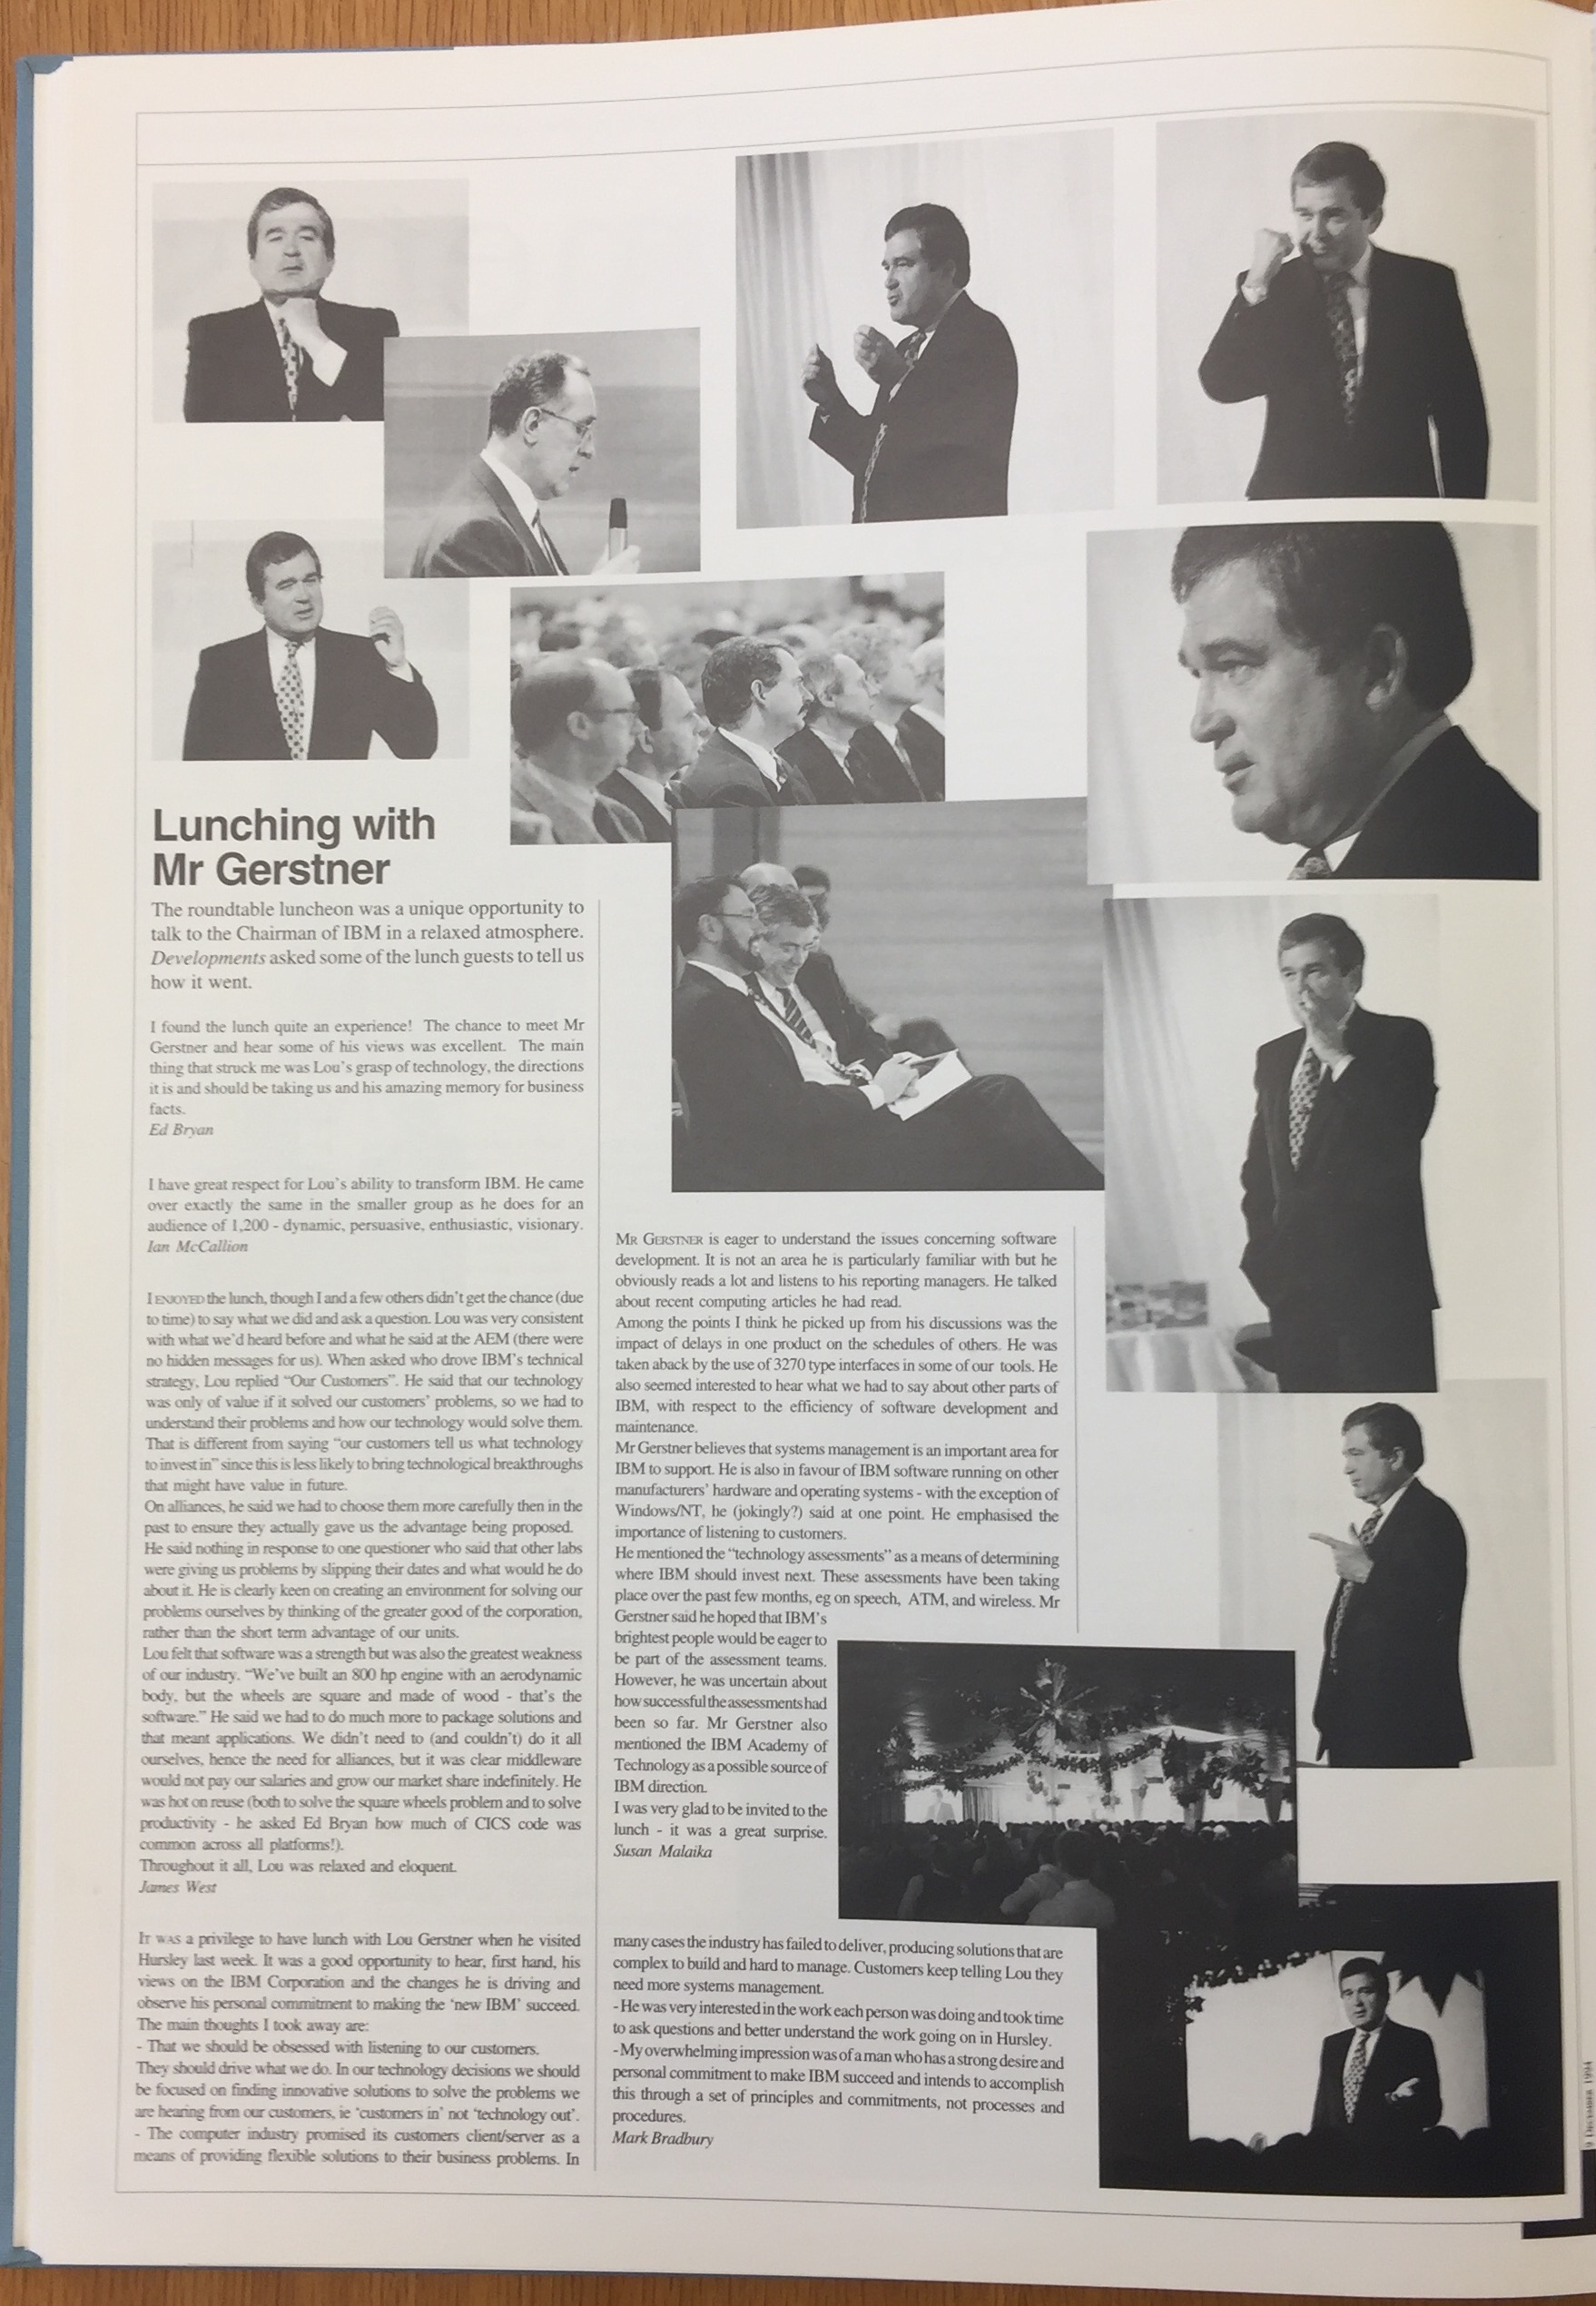 Lunching with
Mr Gerstner
The roundtable luncheon was a unique opportunity to
talk to the Chairman of IBM in a relaxed atmosphere.
Developments asked some of the lunch guests to tell us
how it went.
I found the lunch quite an experience! The chance to meet Mr
Gerstner and hear some of his views was excellent. The main
thing that struck me was Lou's grasp of technology, the directions
it is and should be taking us and his amazing memory for business
facts.
Ed Bryan
I have great respect for Lou's ability to transform IBM. He came
over exactly the same in the smaller group as he does for an
audience of 1,200 - dynamic, persuasive, enthusiastic, visionary.
Ian McCallion
I ENJOYED the lunch, though I and a few others didn't get the chance (due
to time) to say what we did and ask a question. Lou was very consistent
with what we'd heard before and what he said at the AEM (there were
no hidden messages for us). When asked who drove IBM's technical
strategy, Lou replied "Our Customers". He said that our technology
was only of value if it solved our customers' problems, so we had to
understand their problems and how our technology would solve them.
That is different from saying "our customers tell us what technology
to invest in" since this is less likely to bring technological breakthroughs
that might have value in future.
On alliances, he said we had to choose them more carefully then in the
past to ensure they actually gave us the advantage being proposed.
He said nothing in response to one questioner who said that other labs
were giving us problems by slipping their dates and what would he do
about it. He is clearly keen on creating an environment for solving our
problems ourselves by thinking of the greater good of the corporation,
rather than the short term advantage of our units.
Lou felt that software was a strength but was also the greatest weakness
of our industry. "We've built an 800 hp engine with an aerodynamic
body, but the wheels are square and made of wood - that's the
software." He said we had to do much more to package solutions and
that meant applications. We didn't need to (and couldn't) do it all
ourselves, hence the need for alliances, but it was clear middleware
would not pay our salaries and grow our market share indefinitely. He
was hot on reuse (both to solve the square wheels problem and to solve
productivity - he asked Ed Bryan how much of CICS code was
common across all platforms!).
Throughout it all, Lou was relaxed and eloquent.
James West
IT WAS a privilege to have lunch with Lou Gerstner when he visited
Hursley last week. It was a good opportunity to hear, first hand, his
views on the IBM Corporation and the changes he is driving and
observe his personal commitment to making the 'new IBM' succeed.
The main thoughts I took away are:
- That we should be obsessed with listening to our customers.
They should drive what we do. In our technology decisions we should
be focused on finding innovative solutions to solve the problems we
are hearing from our customers, ie 'customers in' not 'technology out'.
- The computer industry promised its customers client/server as a
means of providing flexible solutions to their business problems. In
MR GERSTNER is eager to understand the issues concerning software
development. It is not an area he is particularly familiar with but he
obviously reads a lot and listens to his reporting managers. He talked
about recent computing articles he had read.
Among the points I think he picked up from his discussions was the
impact of delays in one product on the schedules of others. He was
taken aback by the use of 3270 type interfaces in some of our tools. He
also seemed interested to hear what we had to say about other parts of
IBM, with respect to the efficiency of software development and
maintenance.
Mr Gerstner believes that systems management is an important area for
IBM to support. He is also in favour of IBM software running on other
manufacturers' hardware and operating systems - with the exception of
Windows/NT, he (jokingly?) said at one point. He emphasised the
importance of listening to customers.
He mentioned the "technology assessments" as a means of determining
where IBM should invest next. These assessments have been taking
place over the past few months, eg on speech, ATM, and wireless. Mr
Gerstner said he hoped that IBM's
brightest people would be eager to
be part of the assessment teams.
However, he was uncertain about
how successful the assessments had
been so far. Mr Gerstner also
mentioned the IBM Academy of
Technology as a possible source of
IBM direction.
I was very glad to be invited to the
lunch - it was a great surprise.
Susan Malaika
many cases the industry has failed to deliver, producing solutions that are
complex to build and hard to manage. Customers keep telling Lou they
need more systems management.
- He was very interested in the work each person was doing and took time
to ask questions and better understand the work going on in Hursley.
- My overwhelming impression was of a man who has a strong desire and
personal commitment to make IBM succeed and intends to accomplish
this through a set of principles and commitments, not processes and
procedures.
Mark Bradbury
9 DECEMBER 1994